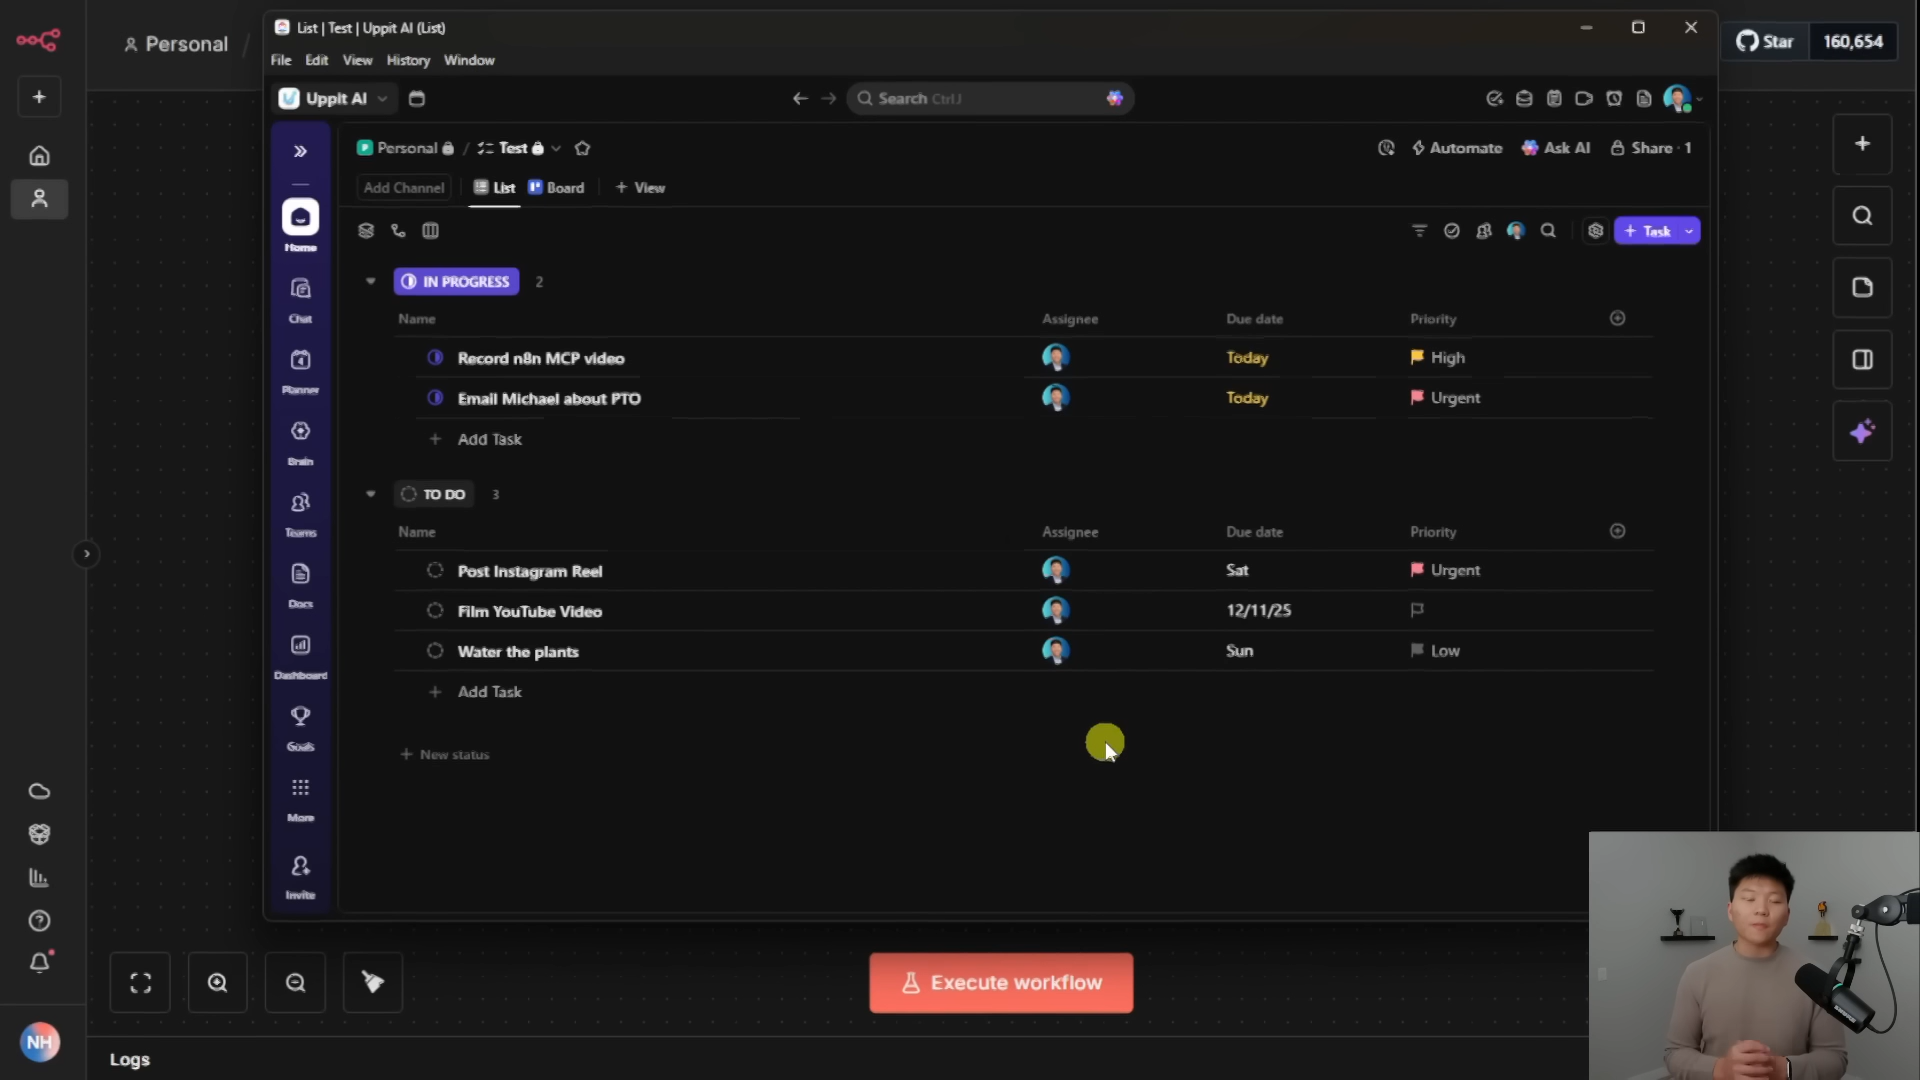 List | Test | Uppit AI (List)
Personal /
Star 160,654
File Edit View History Window
Uppit AI
Search Ctrl J
Personal / Test
Automate Ask AI Share · 1
Add Channel List Board + View
+ Task
Home
Chat
Planner
Brain
Teams
Docs
Dashboard
Goals
More
Invite
IN PROGRESS 2
Name Assignee Due date Priority
Record n8n MCP video Today High
Email Michael about PTO Today Urgent
+ Add Task
TO DO 3
Name Assignee Due date Priority
Post Instagram Reel Sat Urgent
Film YouTube Video 12/11/25
Water the plants Sun Low
+ Add Task
+ New status
Execute workflow
NH
Logs